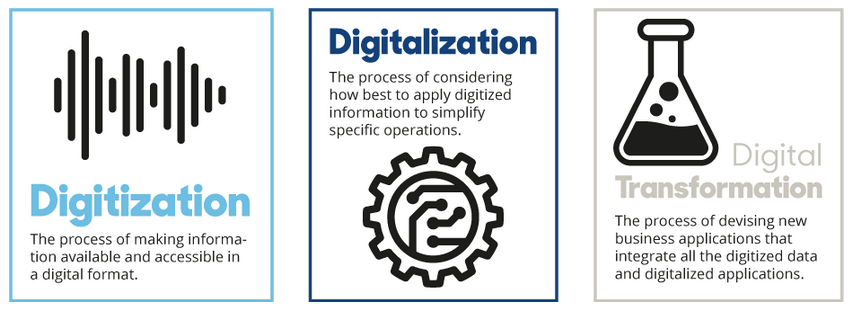 Digitization
The process of making informa-
tion available and accessible in
a digital format.
Digitalization
The process of considering
how best to apply digitized
information to simplify
specific operations.
Digital
Transformation
The process of devising new
business applications that
integrate all the digitized data
and digitalized applications.